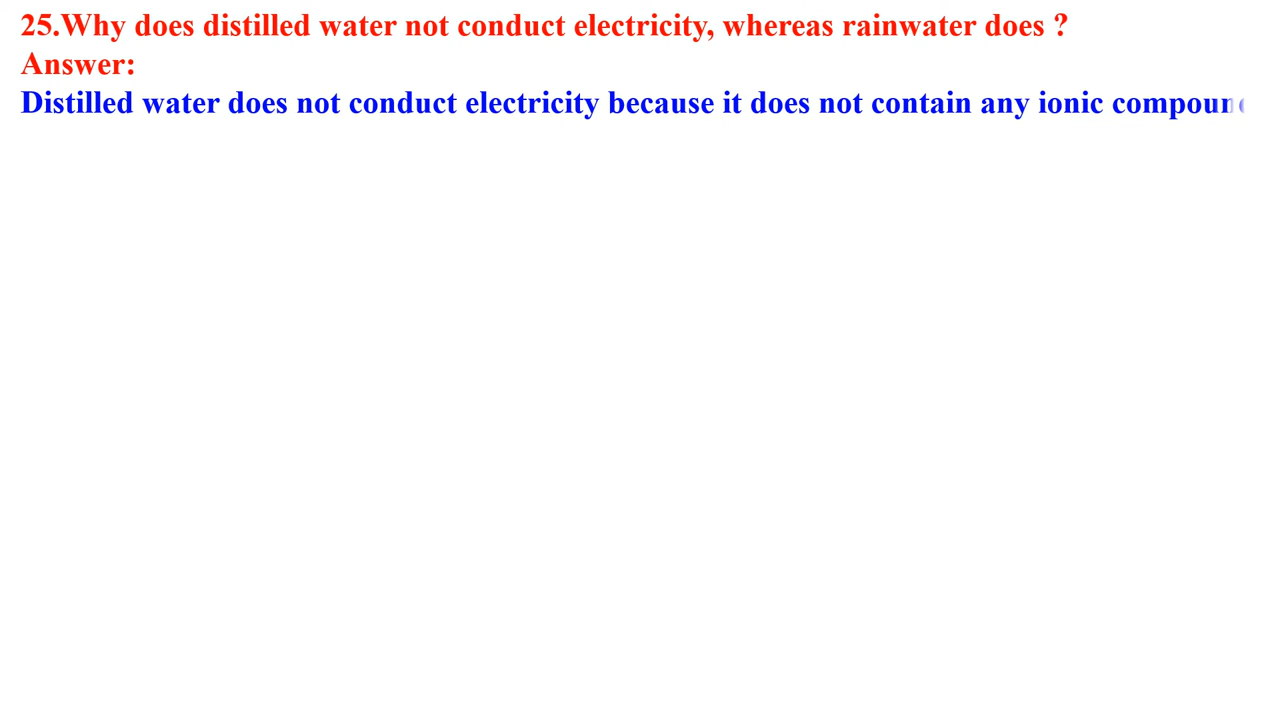 25.Why does distilled water not conduct electricity, whereas rainwater does ?
Answer:
Distilled water does not conduct electricity because it does not contain any ionic